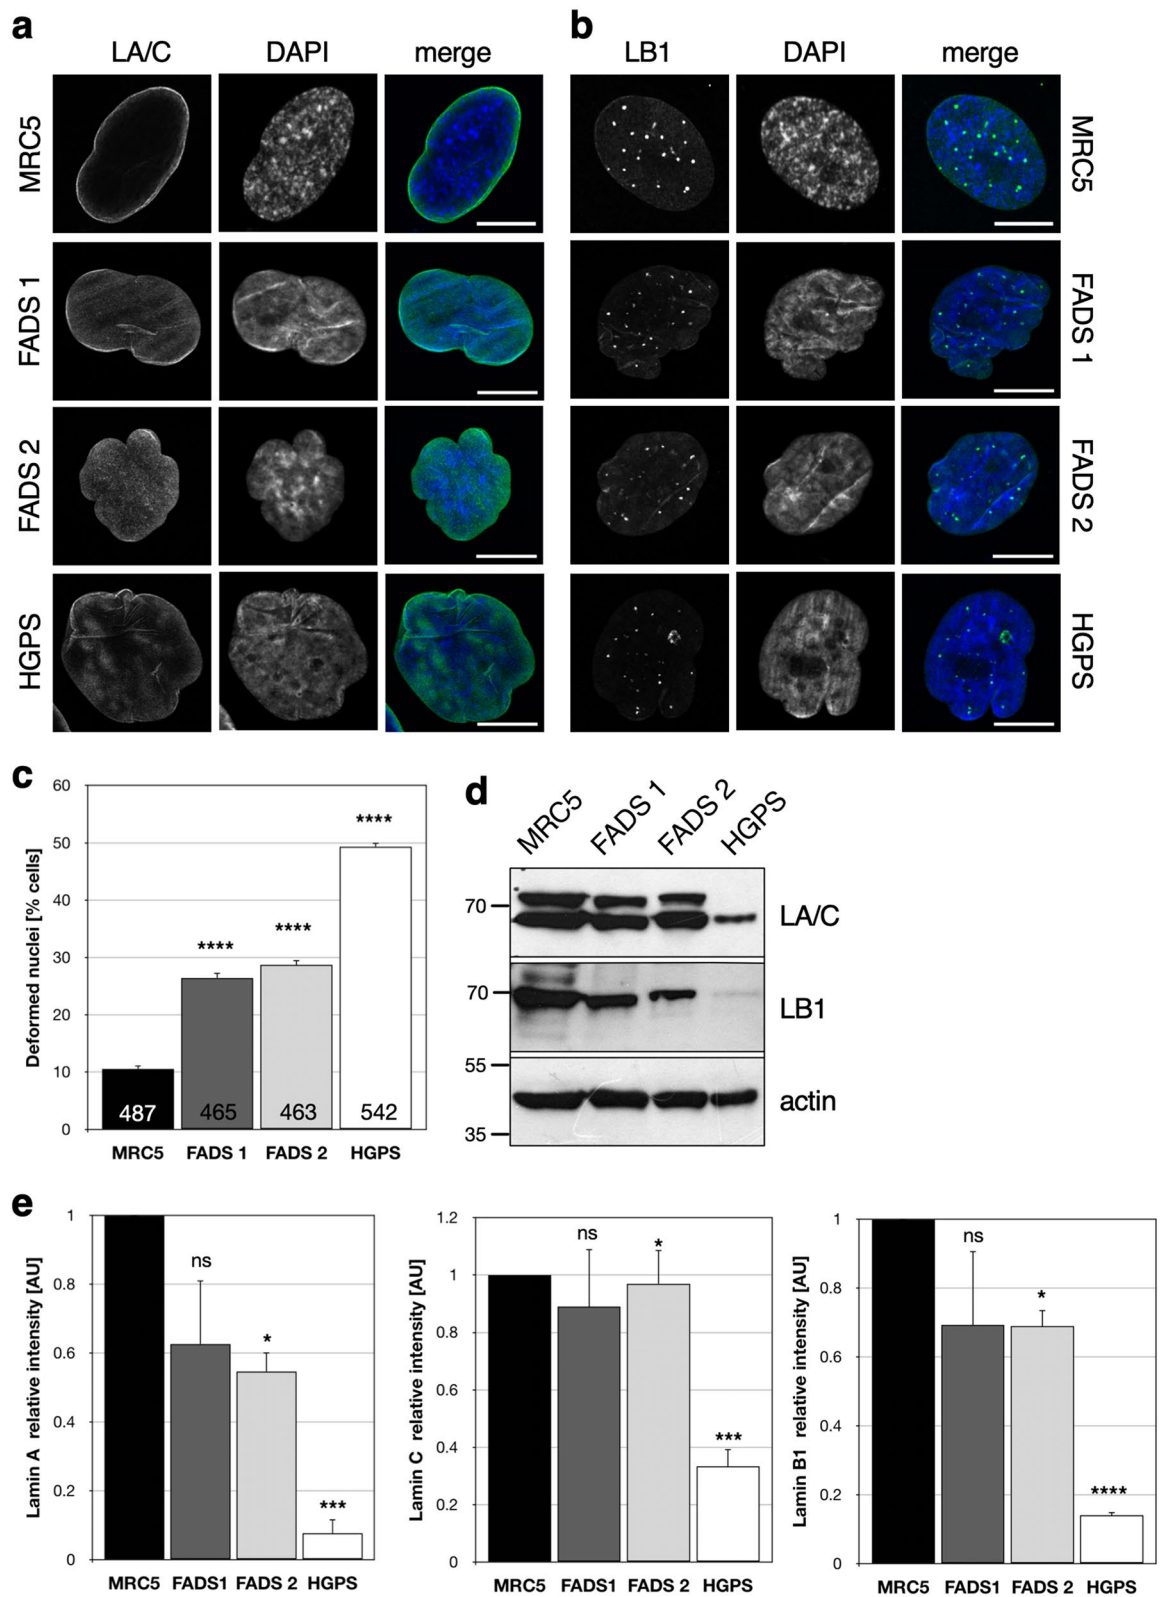 a
b
LA/C DAPI merge
LB1 DAPI merge
MRC5
MRC5
FADS 1
FADS 1
FADS 2
FADS 2
HGPS
HGPS
c
Deformed nuclei [% cells]
60
50
40
30
20
10
0
****
****
****
487 465 463 542
MRC5 FADS 1 FADS 2 HGPS
d
MRC5 FADS 1 FADS 2 HGPS
70
LA/C
70
LB1
55
actin
35
e
Lamin A relative intensity [AU]
1
0.8
0.6
0.4
0.2
0
ns
*
***
MRC5 FADS1 FADS 2 HGPS
Lamin C relative intensity [AU]
1.2
1
0.8
0.6
0.4
0.2
0
ns
*
***
MRC5 FADS1 FADS 2 HGPS
Lamin B1 relative intensity [AU]
1
0.8
0.6
0.4
0.2
0
ns
*
****
MRC5 FADS1 FADS 2 HGPS